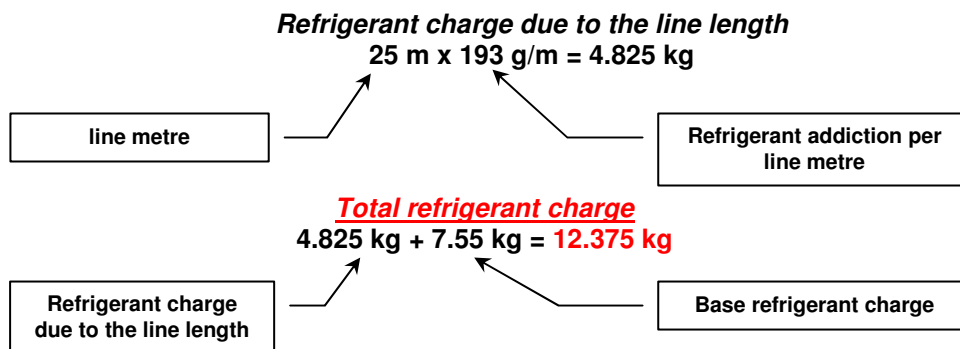 Refrigerant charge due to the line length
25 m x 193 g/m = 4.825 kg
line metre
Refrigerant addiction per
line metre
Total refrigerant charge
4.825 kg + 7.55 kg = 12.375 kg
Refrigerant charge
due to the line length
Base refrigerant charge